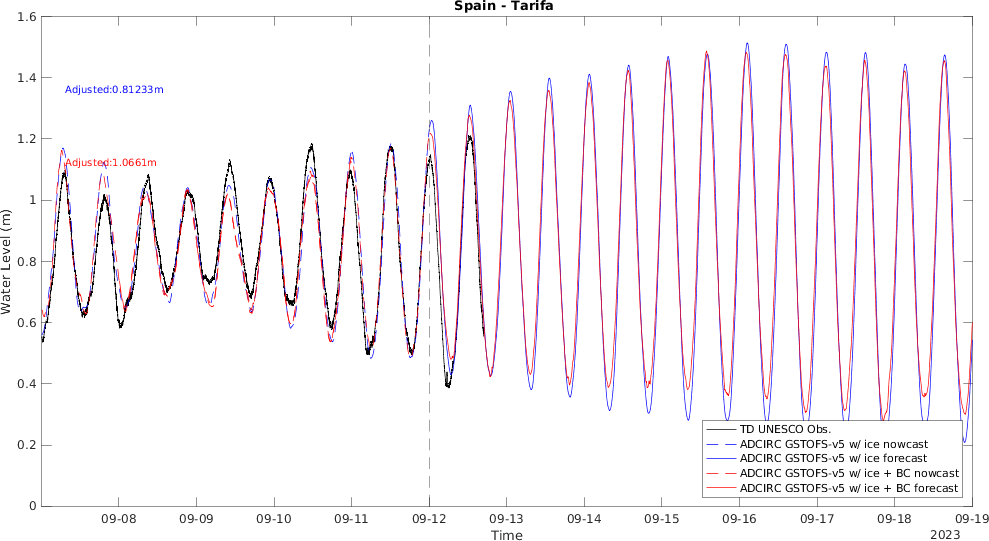 Spain - Tarifa
1.6
1.4
1.2
1
0.8
0.6
0.4
0.2
0
Water Level (m)
Adjusted:0.81233m
Adjusted:1.0661m
TD UNESCO Obs.
ADCIRC GSTOFS-v5 w/ ice nowcast
ADCIRC GSTOFS-v5 w/ ice forecast
ADCIRC GSTOFS-v5 w/ ice + BC nowcast
ADCIRC GSTOFS-v5 w/ ice + BC forecast
09-08 09-09 09-10 09-11 09-12 09-13 09-14 09-15 09-16 09-17 09-18 09-19
Time
2023